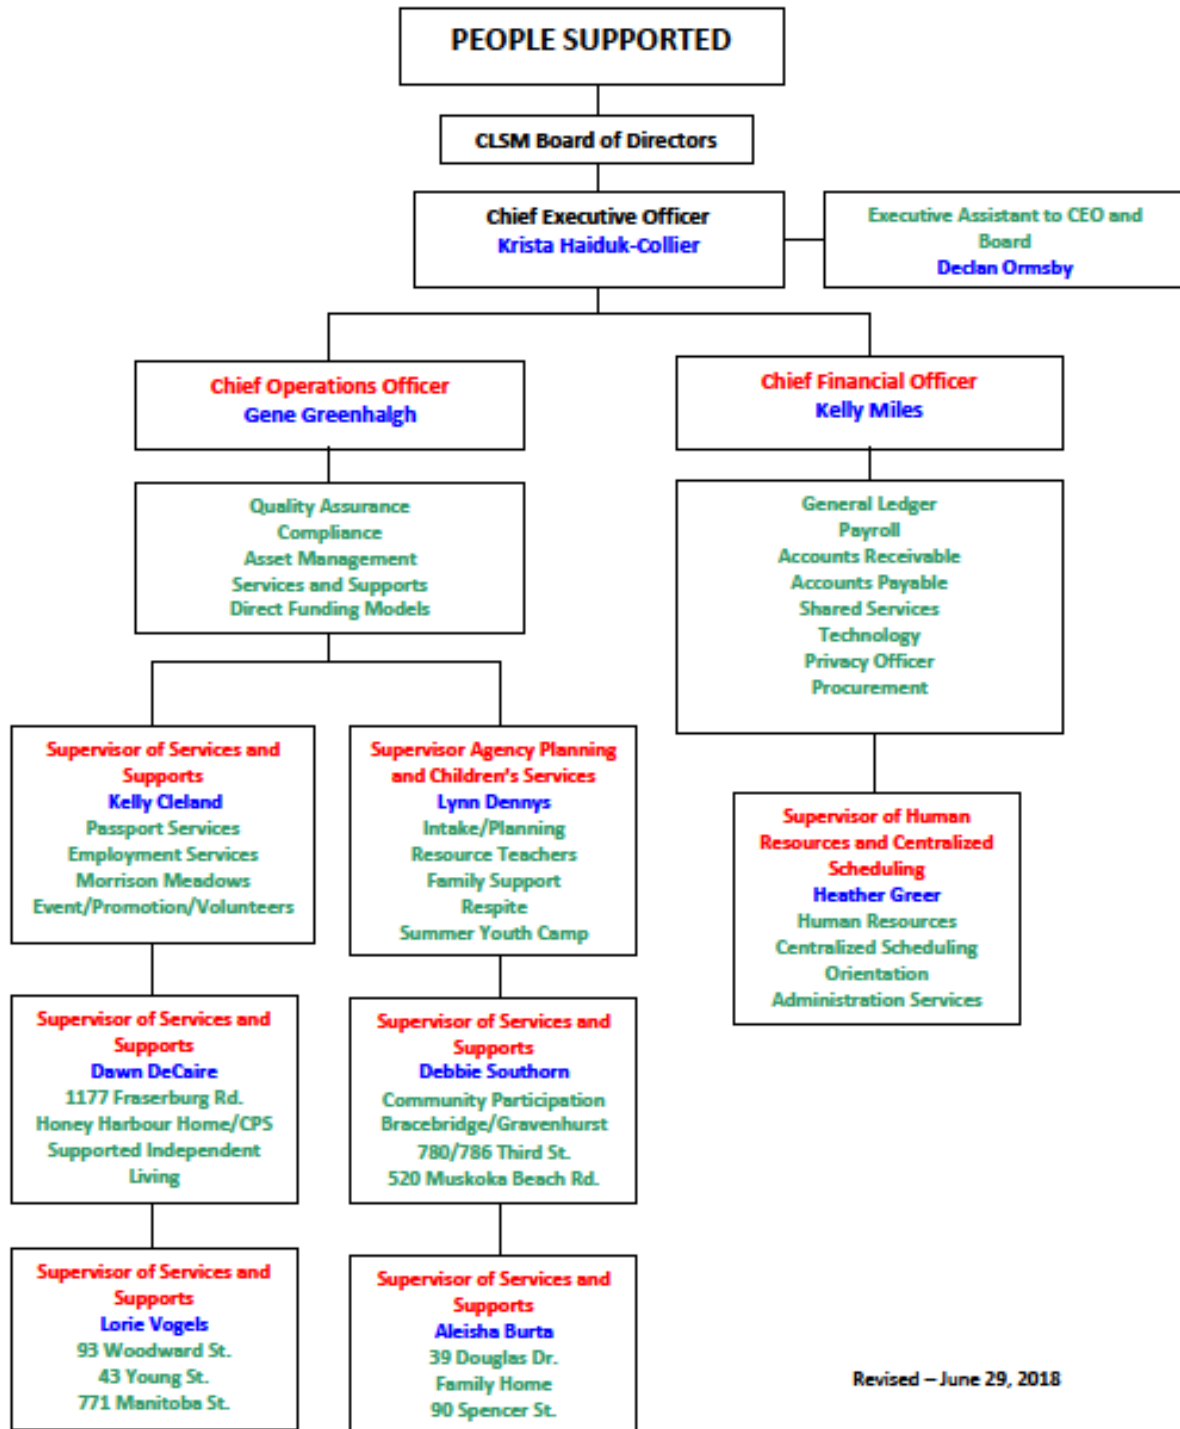 PEOPLE SUPPORTED
CLSM Board of Directors
Chief Executive Officer
Krista Haiduk-Collier
Executive Assistant to CEO and
Board
Declan Ormsby
Chief Operations Officer
Gene Greenhalgh
Chief Financial Officer
Kelly Miles
Quality Assurance
Compliance
Asset Management
Services and Supports
Direct Funding Models
General Ledger
Payroll
Accounts Receivable
Accounts Payable
Shared Services
Technology
Privacy Officer
Procurement
Supervisor of Services and
Supports
Kelly Cleland
Passport Services
Employment Services
Morrison Meadows
Event/Promotion/Volunteers
Supervisor Agency Planning
and Children's Services
Lynn Dennys
Intake/Planning
Resource Teachers
Family Support
Respite
Summer Youth Camp
Supervisor of Human
Resources and Centralized
Scheduling
Heather Greer
Human Resources
Centralized Scheduling
Orientation
Administration Services
Supervisor of Services and
Supports
Dawn DeCaire
1177 Fraserburg Rd.
Honey Harbour Home/CPS
Supported Independent
Living
Supervisor of Services and
Supports
Debbie Southorn
Community Participation
Bracebridge/Gravenhurst
780/786 Third St.
520 Muskoka Beach Rd.
Supervisor of Services and
Supports
Lorie Vogels
93 Woodward St.
43 Young St.
771 Manitoba St.
Supervisor of Services and
Supports
Aleisha Burta
39 Douglas Dr.
Family Home
90 Spencer St.
Revised – June 29, 2018